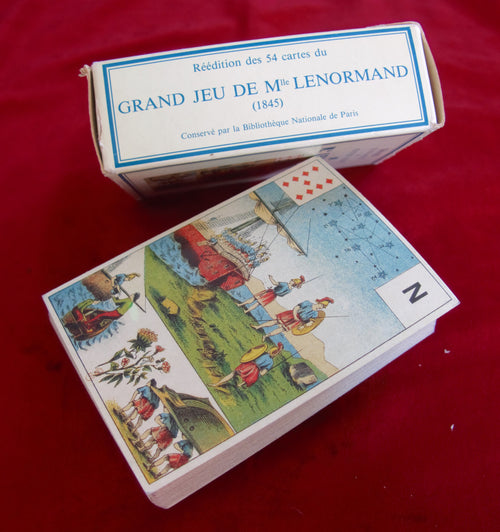 Réédition des 54 cartes du
GRAND JEU DE Mlle LENORMAND
(1845)
Conservé par la Bibliothèque Nationale de Paris
N